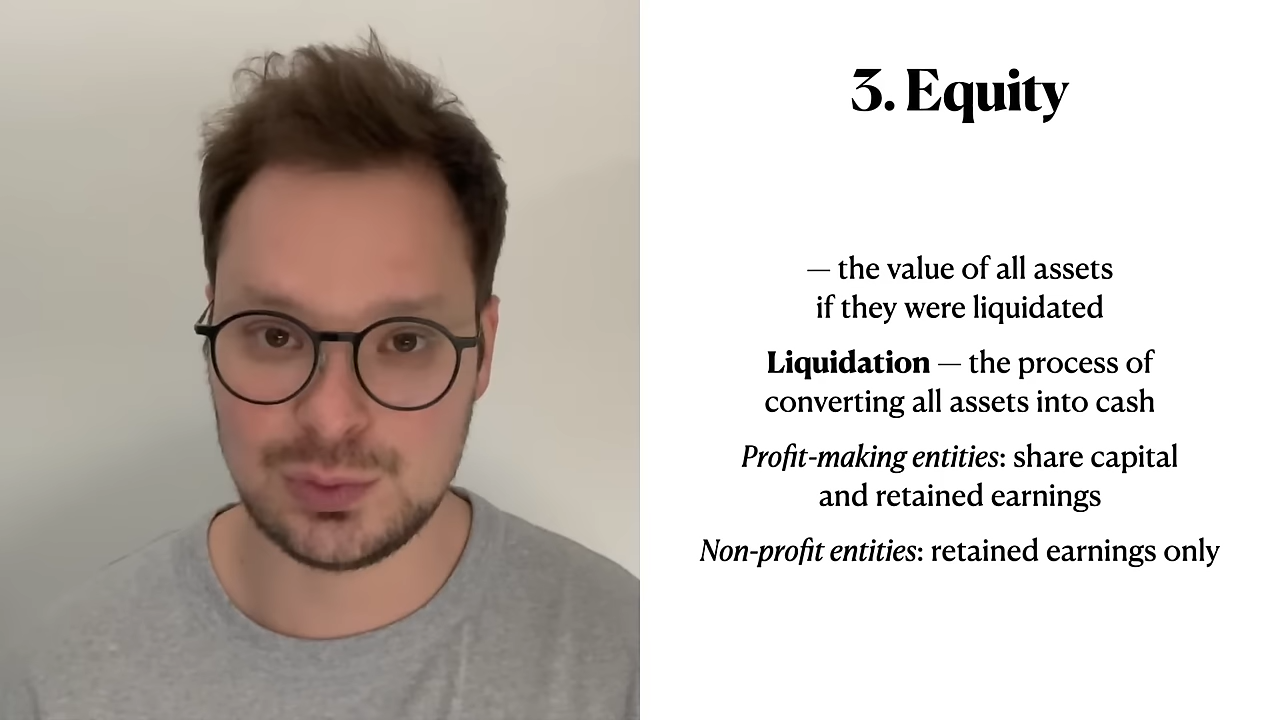 3. Equity
— the value of all assets
if they were liquidated
Liquidation — the process of
converting all assets into cash
Profit-making entities: share capital
and retained earnings
Non-profit entities: retained earnings only